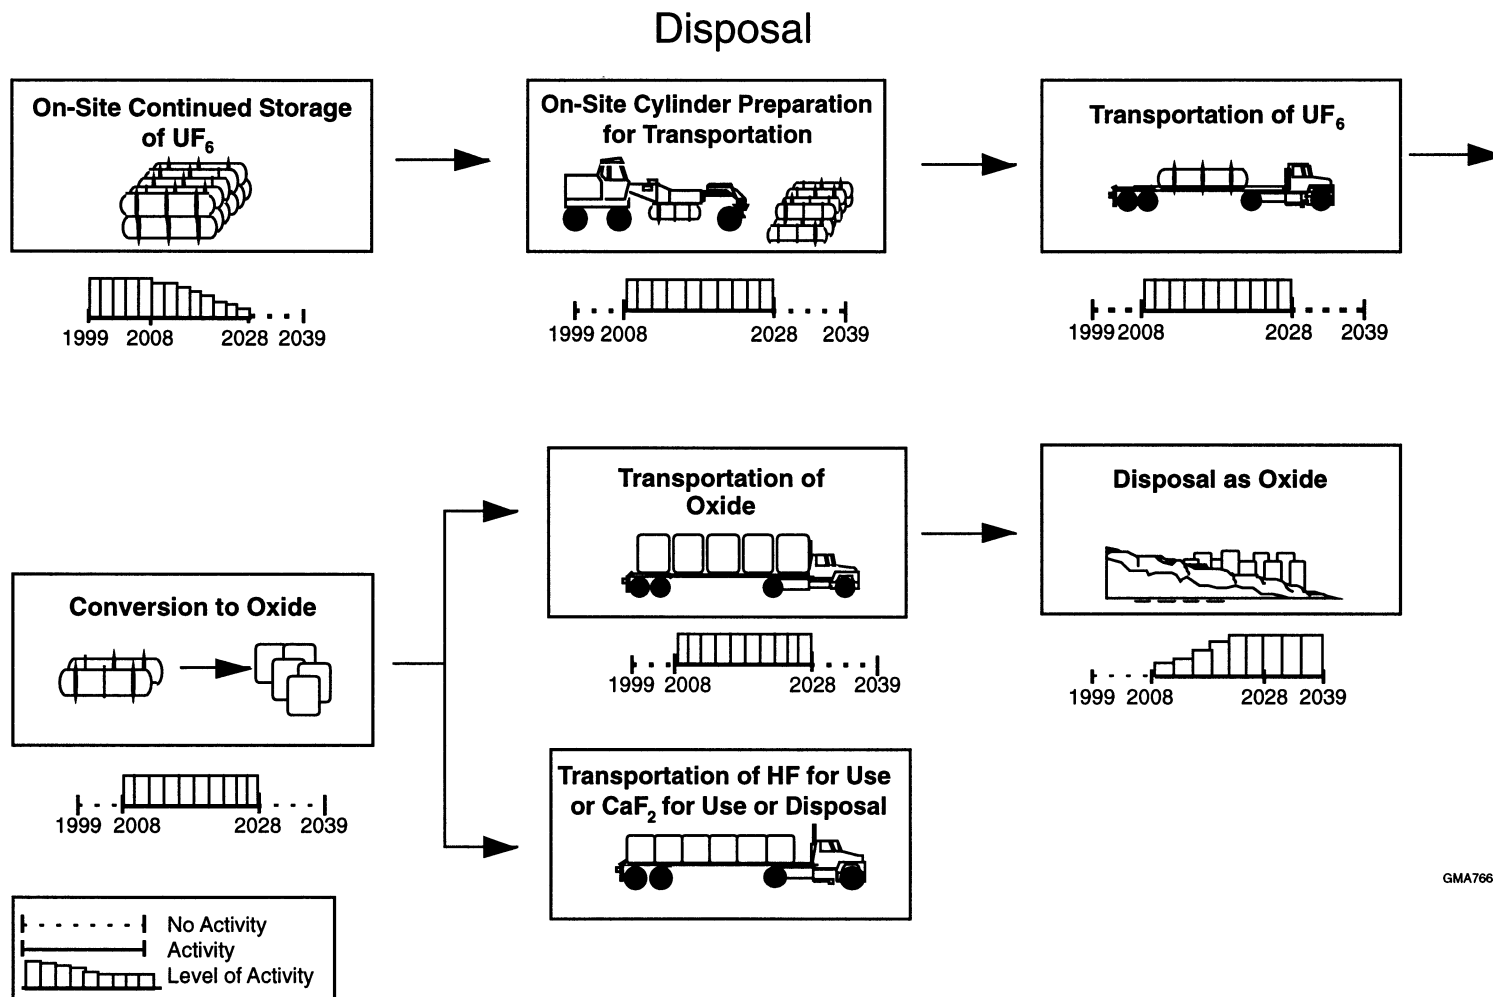 Disposal
On-Site Continued Storage
of UF6
1999 2008 2028 2039
On-Site Cylinder Preparation
for Transportation
1999 2008 2028 2039
Transportation of UF6
1999 2008 2028 2039
Conversion to Oxide
1999 2008 2028 2039
Transportation of
Oxide
1999 2008 2028 2039
Disposal as Oxide
1999 2008 2028 2039
Transportation of HF for Use
or CaF2 for Use or Disposal
GMA766
No Activity
Activity
Level of Activity